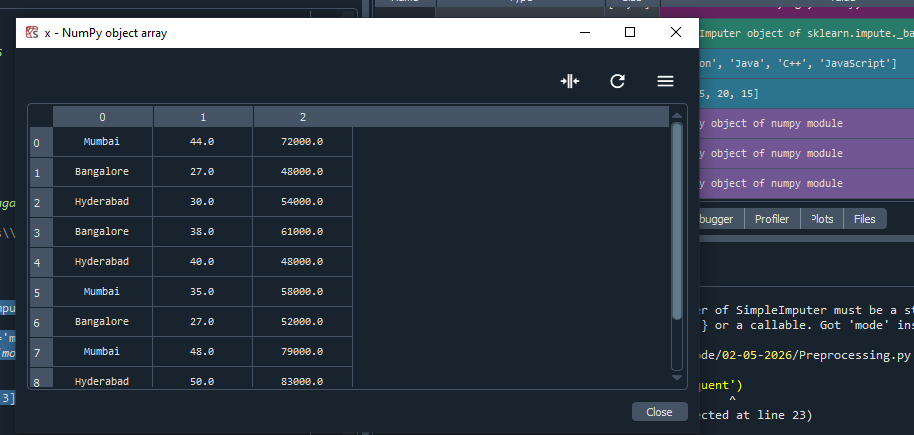 x - NumPy object array
Imputer object of sklearn.impute._ba
on', 'Java', 'C++', 'JavaScript']
5, 20, 15]
y object of numpy module
y object of numpy module
y object of numpy module
0 1 2
0 Mumbai 44.0 72000.0
1 Bangalore 27.0 48000.0
2 Hyderabad 30.0 54000.0
3 Bangalore 38.0 61000.0
4 Hyderabad 40.0 48000.0
5 Mumbai 35.0 58000.0
6 Bangalore 27.0 52000.0
7 Mumbai 48.0 79000.0
8 Hyderabad 50.0 83000.0
Close
bugger Profiler Plots Files
er of SimpleImputer must be a st
} or a callable. Got 'mode' ins
ode/02-05-2026/Preprocessing.py
quent')
^
ected at line 23)
aga
s\\
mpu
='m
(mo
3]